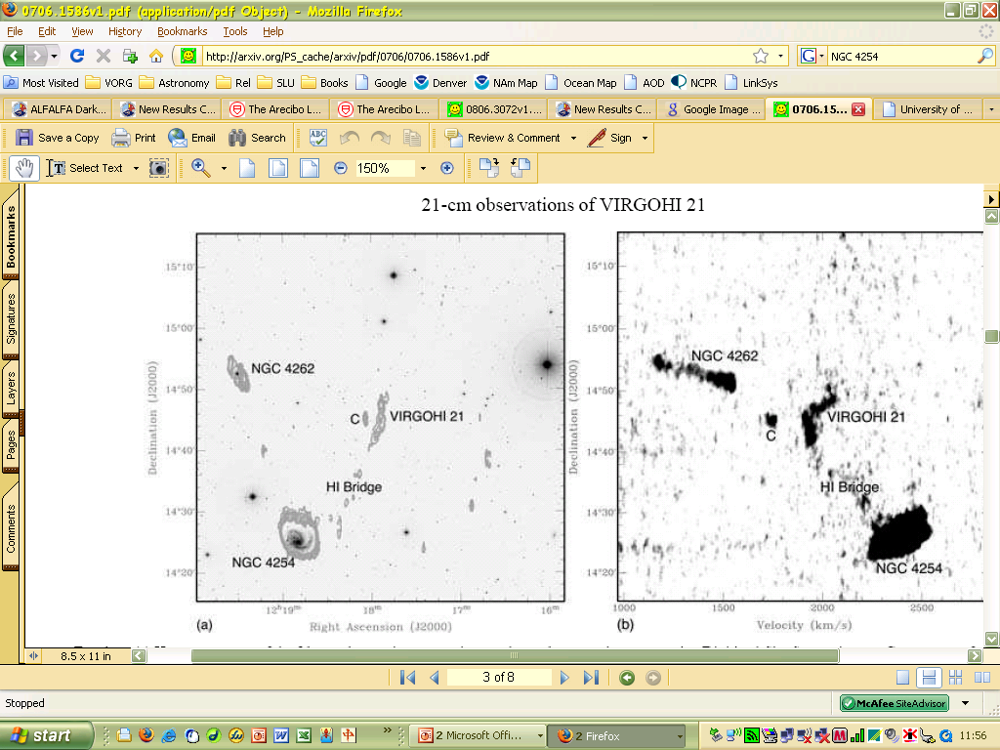 0706.1586v1.pdf (application/pdf Object) - Mozilla Firefox
File Edit View History Bookmarks Tools Help
http://arxiv.org/PS_cache/arxiv/pdf/0706/0706.1586v1.pdf G NGC 4254
Most Visited VORG Astronomy Rel SLU Books Google Denver NAm Map Ocean Map AOD NCPR LinkSys
ALFALFA Dark... New Results C... The Arecibo L... The Arecibo L... 0806.3072v1.... New Results C... Google Image ... 0706.15... University of ...
Save a Copy Print Email Search ABC Review & Comment Sign
Select Text 150%
Bookmarks
Signatures
Layers
Pages
Comments
21-cm observations of VIRGOHI 21
Declination (J2000)
15°10'
15°00'
14°50'
14°40'
14°30'
14°20'
NGC 4262
C
VIRGOHI 21
HI Bridge
NGC 4254
12ʰ19ᵐ 18ᵐ 17ᵐ 16ᵐ
(a) Right Ascension (J2000)
Declination (J2000)
15°10'
15°00'
14°50'
14°40'
14°30'
14°20'
NGC 4262
VIRGOHI 21
C
HI Bridge
NGC 4254
1000 1500 2000 2500
(b) Velocity (km/s)
8.5 x 11 in
3 of 8
Stopped McAfee SiteAdvisor
start 2 Microsoft Offi... 2 Firefox 11:56